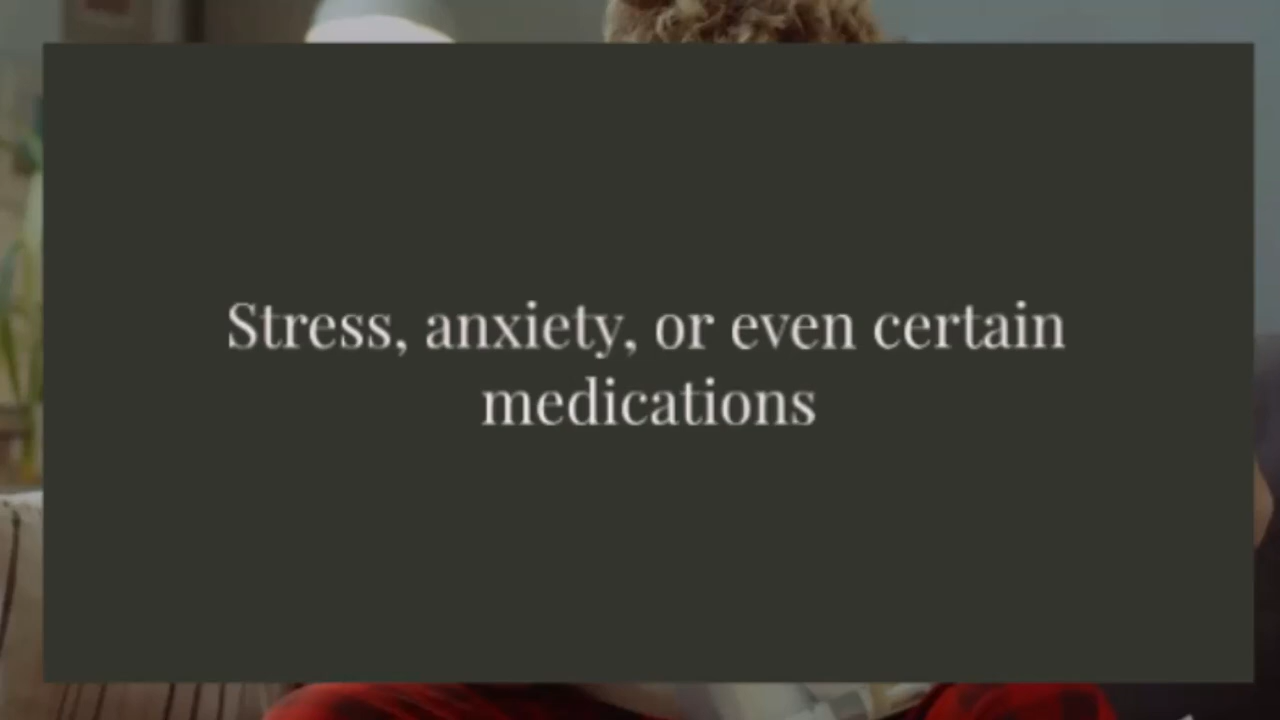 Stress, anxiety, or even certain
medications